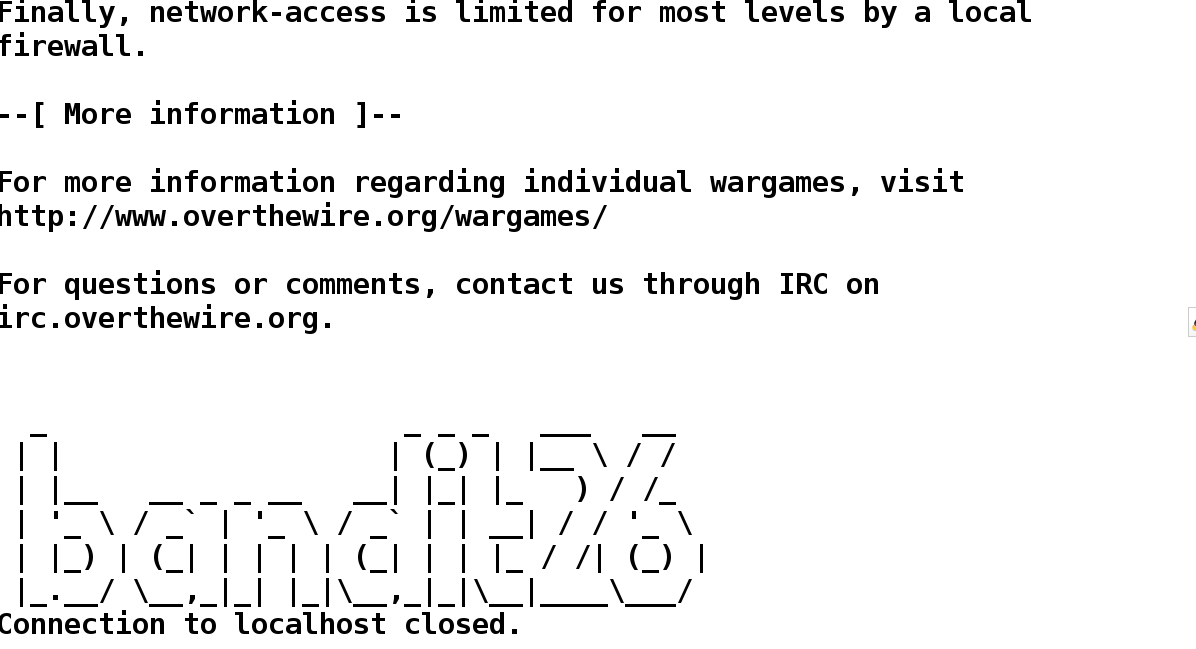 Finally, network-access is limited for most levels by a local
firewall.
--[ More information ]--
For more information regarding individual wargames, visit
http://www.overthewire.org/wargames/
For questions or comments, contact us through IRC on
irc.overthewire.org.
bandit26
Connection to localhost closed.